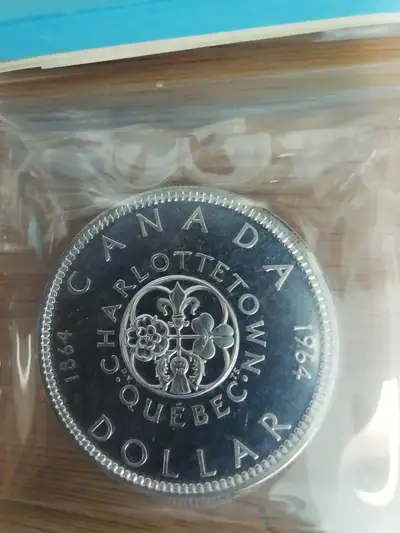 CANADA
CHARLOTTETOWN
1864
1964
QUÉBEC
DOLLAR